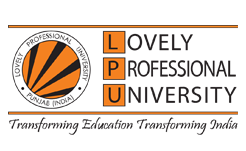 LOVELY PROFESSIONAL UNIVERSITY
PUNJAB (INDIA)
LOVELY
PROFESSIONAL
UNIVERSITY
Transforming Education Transforming India